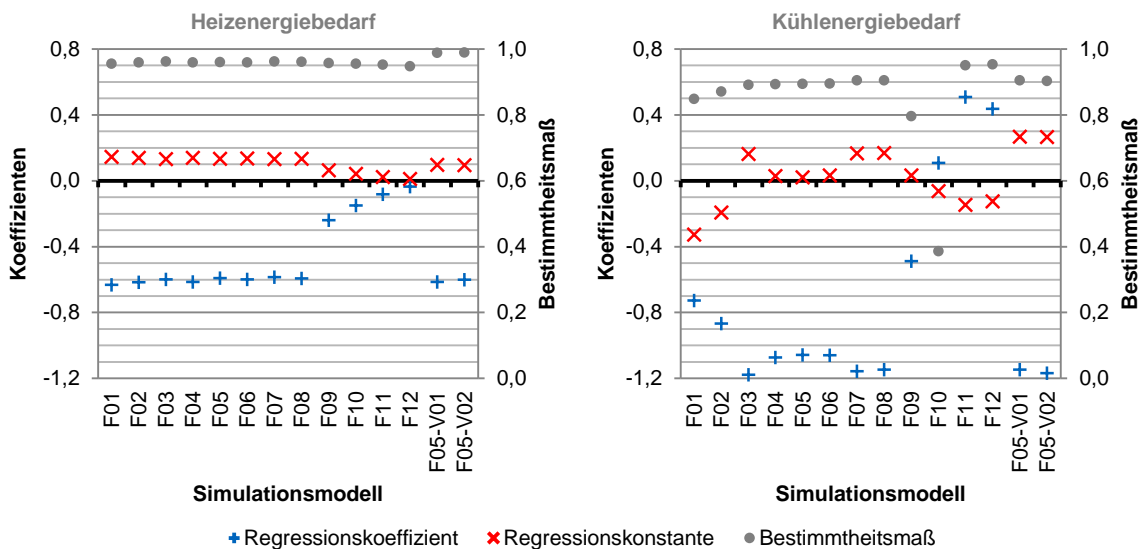 Heizenergiebedarf
0,8
0,4
0,0
-0,4
-0,8
-1,2
Koeffizienten
1,0
0,8
0,6
0,4
0,2
0,0
Bestimmtheitsmaß
F01
F02
F03
F04
F05
F06
F07
F08
F09
F10
F11
F12
F05-V01
F05-V02
Simulationsmodell
Kühlenergiebedarf
0,8
0,4
0,0
-0,4
-0,8
-1,2
Koeffizienten
1,0
0,8
0,6
0,4
0,2
0,0
Bestimmtheitsmaß
F01
F02
F03
F04
F05
F06
F07
F08
F09
F10
F11
F12
F05-V01
F05-V02
Simulationsmodell
Regressionskoeffizient
Regressionskonstante
Bestimmtheitsmaß